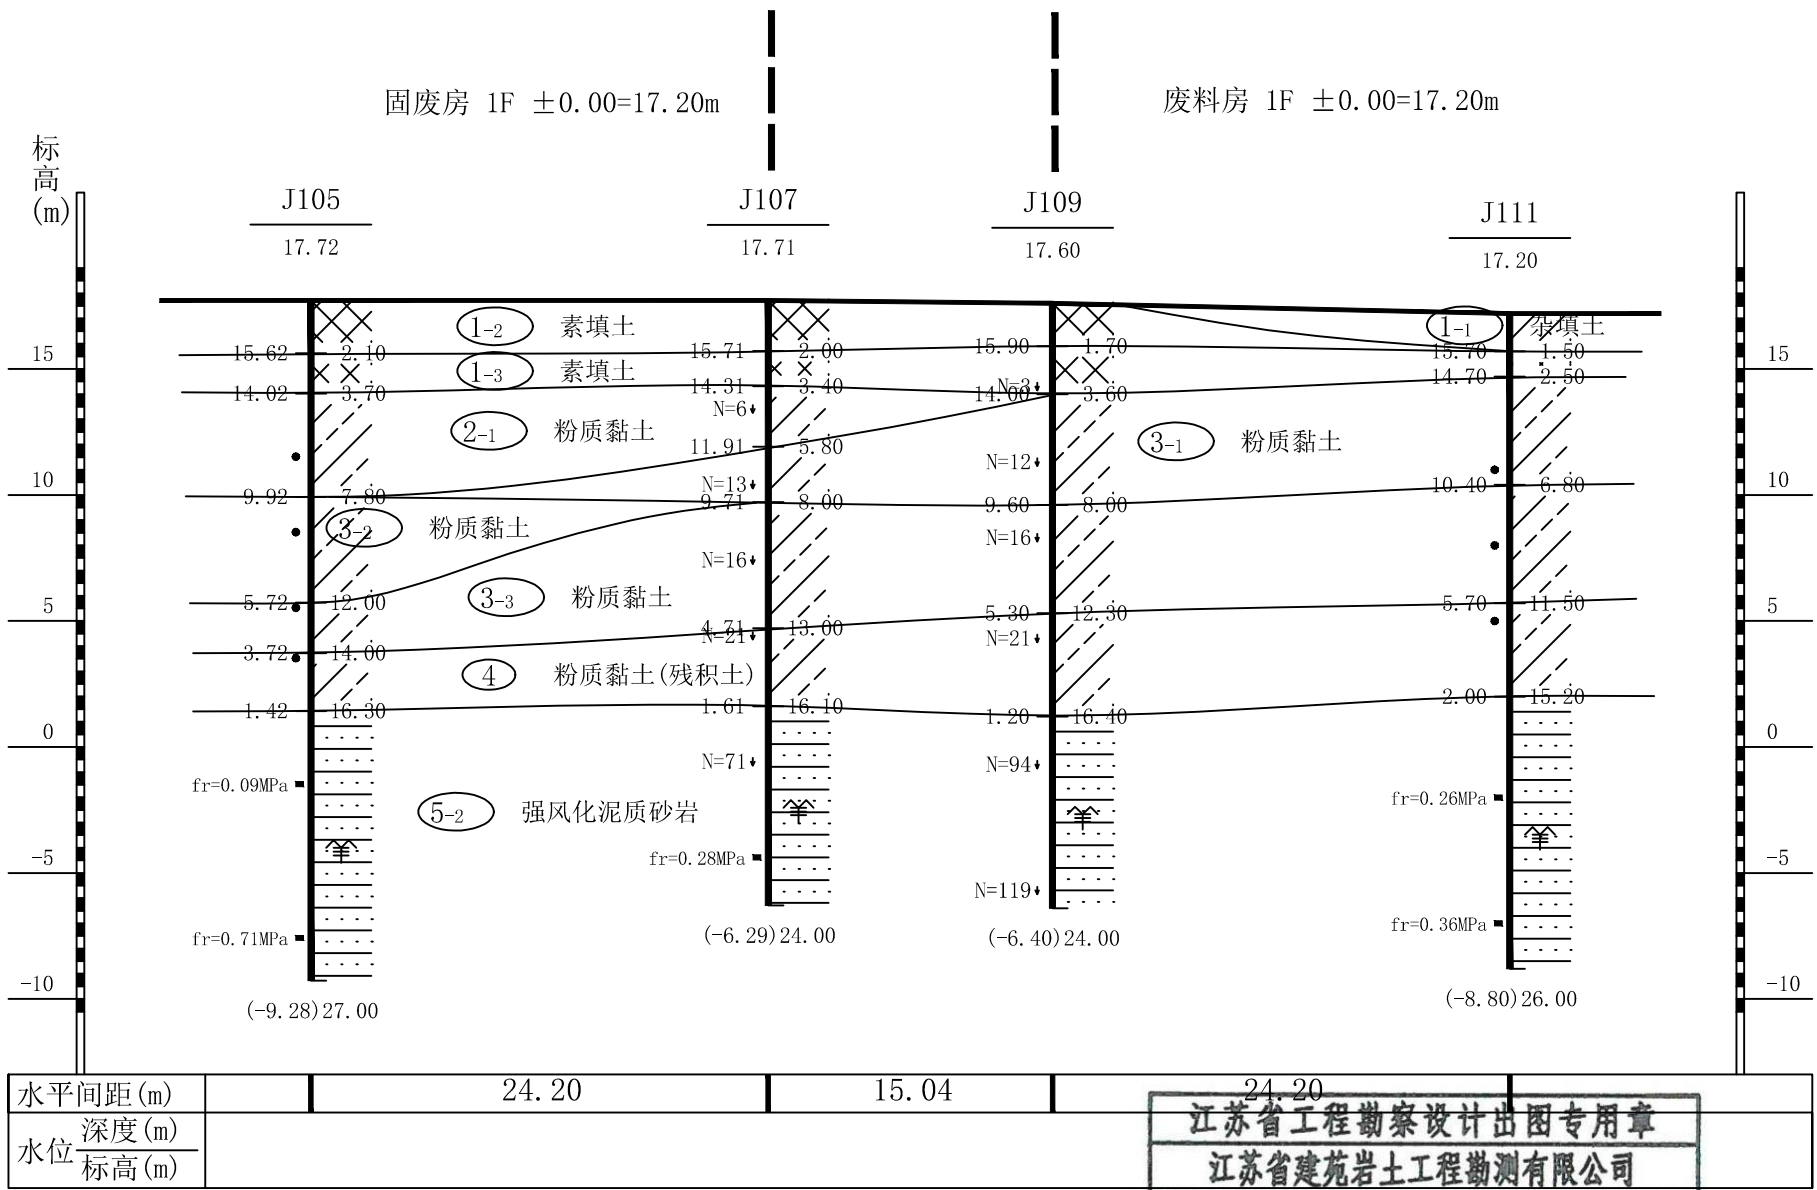 固废房 1F ±0.00=17.20m
废料房 1F ±0.00=17.20m
标高(m)
J105
17.72
J107
17.71
J109
17.60
J111
17.20
1-2 素填土
1-1 杂填土
15.62 2.10
15.71 2.00
15.90 1.70
15.70 1.50
15
15
1-3 素填土
14.02 3.70
14.31 3.40
N=3
14.00 3.60
14.70 2.50
N=6
2-1 粉质黏土
3-1 粉质黏土
11.91 5.80
N=12
N=13
10
10
9.92 7.80
9.71 8.00
9.60 8.00
10.40 6.80
3-2 粉质黏土
N=16
N=16
3-3 粉质黏土
5
5
5.72 12.00
4.71 13.00
5.30 12.30
5.70 11.50
N=21
N=21
3.72 14.00
4 粉质黏土(残积土)
1.42 16.30
1.61 16.10
1.20 16.40
2.00 15.20
0
0
N=71
N=94
fr=0.09MPa
fr=0.26MPa
5-2 强风化泥质砂岩
-5
-5
fr=0.28MPa
N=119
fr=0.71MPa
fr=0.36MPa
(-6.29)24.00
(-6.40)24.00
-10
-10
(-9.28)27.00
(-8.80)26.00
水平间距(m) 24.20 15.04 24.20
水位 深度(m)
标高(m)
江苏省工程勘察设计出图专用章
江苏省建苑岩土工程勘测有限公司